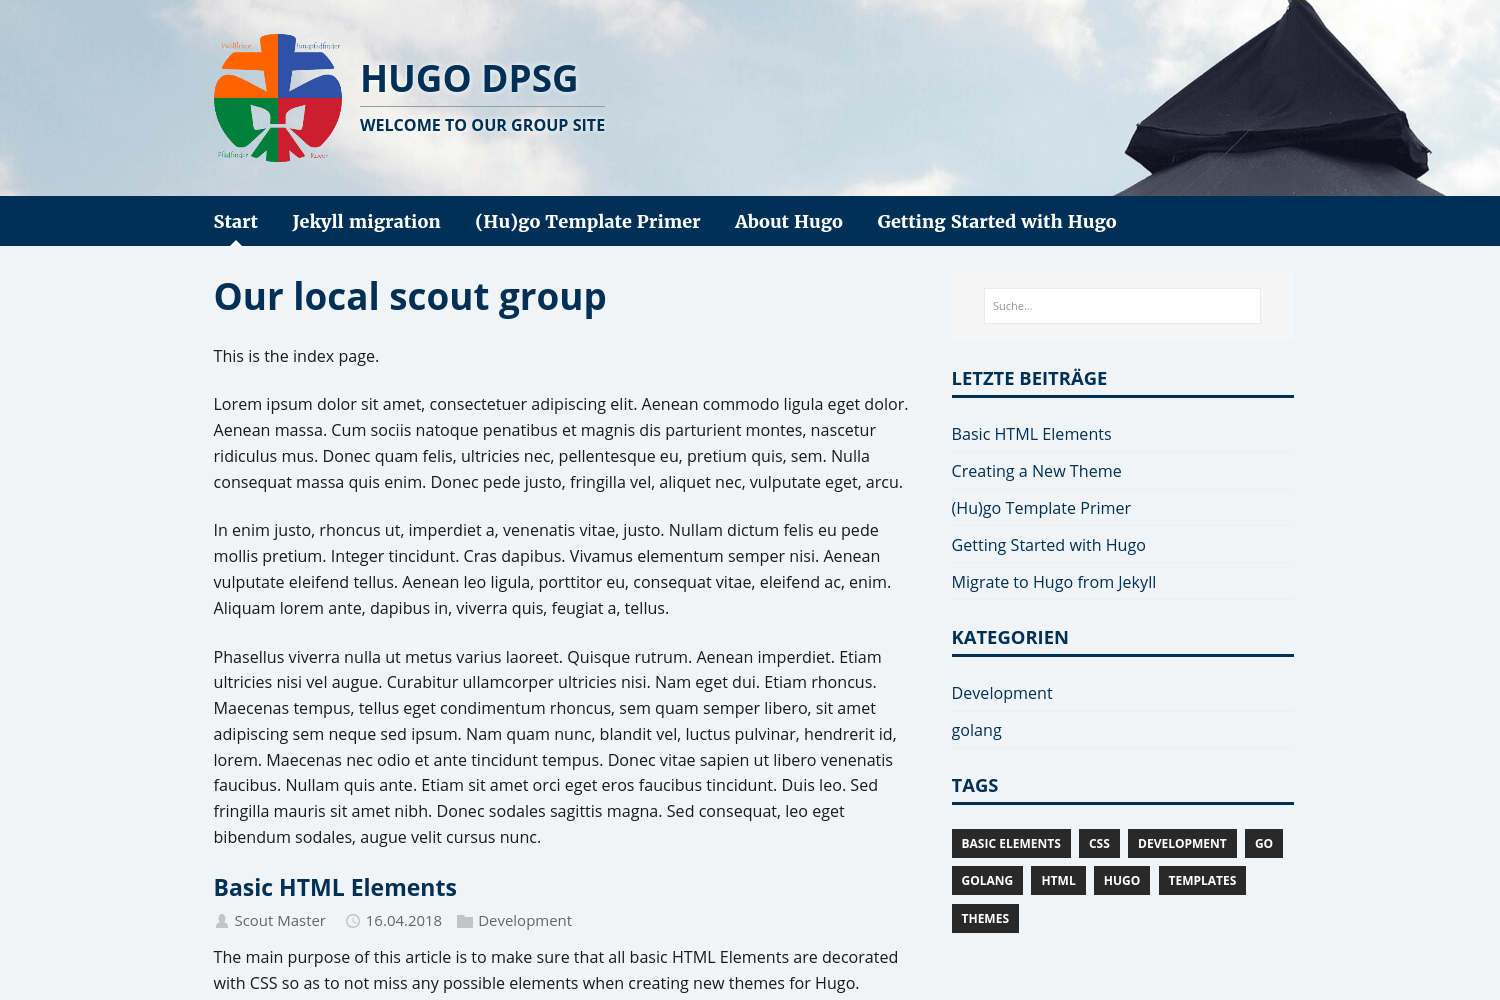 Wölflinge
Jungpfadfinder
Pfadfinder
Rover
HUGO DPSG
WELCOME TO OUR GROUP SITE
Start
Jekyll migration
(Hu)go Template Primer
About Hugo
Getting Started with Hugo
Our local scout group
This is the index page.
Lorem ipsum dolor sit amet, consectetuer adipiscing elit. Aenean commodo ligula eget dolor.
Aenean massa. Cum sociis natoque penatibus et magnis dis parturient montes, nascetur
ridiculus mus. Donec quam felis, ultricies nec, pellentesque eu, pretium quis, sem. Nulla
consequat massa quis enim. Donec pede justo, fringilla vel, aliquet nec, vulputate eget, arcu.
In enim justo, rhoncus ut, imperdiet a, venenatis vitae, justo. Nullam dictum felis eu pede
mollis pretium. Integer tincidunt. Cras dapibus. Vivamus elementum semper nisi. Aenean
vulputate eleifend tellus. Aenean leo ligula, porttitor eu, consequat vitae, eleifend ac, enim.
Aliquam lorem ante, dapibus in, viverra quis, feugiat a, tellus.
Phasellus viverra nulla ut metus varius laoreet. Quisque rutrum. Aenean imperdiet. Etiam
ultricies nisi vel augue. Curabitur ullamcorper ultricies nisi. Nam eget dui. Etiam rhoncus.
Maecenas tempus, tellus eget condimentum rhoncus, sem quam semper libero, sit amet
adipiscing sem neque sed ipsum. Nam quam nunc, blandit vel, luctus pulvinar, hendrerit id,
lorem. Maecenas nec odio et ante tincidunt tempus. Donec vitae sapien ut libero venenatis
faucibus. Nullam quis ante. Etiam sit amet orci eget eros faucibus tincidunt. Duis leo. Sed
fringilla mauris sit amet nibh. Donec sodales sagittis magna. Sed consequat, leo eget
bibendum sodales, augue velit cursus nunc.
Basic HTML Elements
Scout Master 16.04.2018 Development
The main purpose of this article is to make sure that all basic HTML Elements are decorated
with CSS so as to not miss any possible elements when creating new themes for Hugo.
Suche…
LETZTE BEITRÄGE
Basic HTML Elements
Creating a New Theme
(Hu)go Template Primer
Getting Started with Hugo
Migrate to Hugo from Jekyll
KATEGORIEN
Development
golang
TAGS
BASIC ELEMENTS CSS DEVELOPMENT GO
GOLANG HTML HUGO TEMPLATES
THEMES